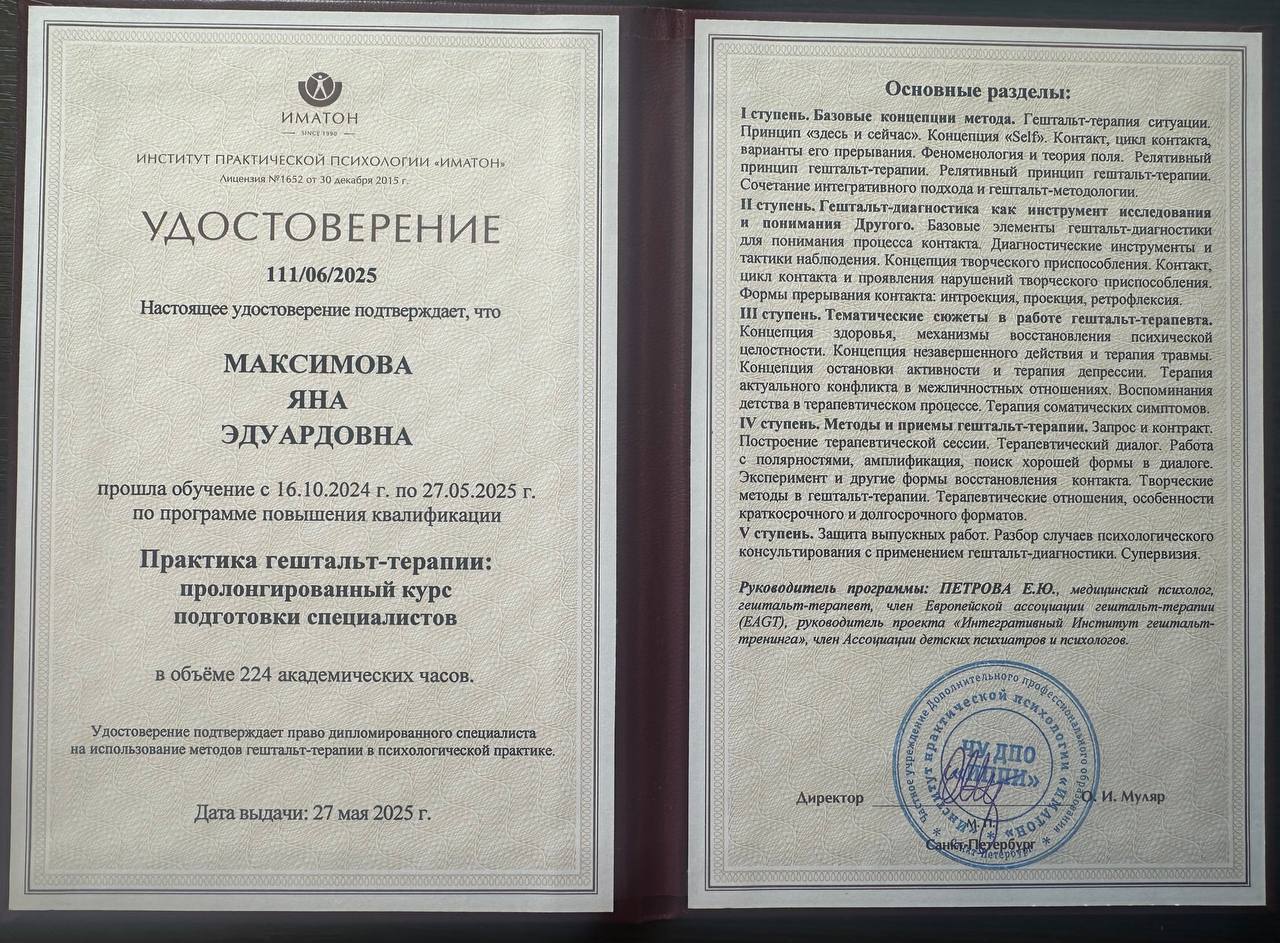 ИМАТОН
SINCE 1990
ИНСТИТУТ ПРАКТИЧЕСКОЙ ПСИХОЛОГИИ «ИМАТОН»
Лицензия №1652 от 30 декабря 2015 г.
УДОСТОВЕРЕНИЕ
111/06/2025
Настоящее удостоверение подтверждает, что
МАКСИМОВА
ЯНА
ЭДУАРДОВНА
прошла обучение с 16.10.2024 г. по 27.05.2025 г.
по программе повышения квалификации
Практика гештальт-терапии:
пролонгированный курс
подготовки специалистов
в объёме 224 академических часов.
Удостоверение подтверждает право дипломированного специалиста
на использование методов гештальт-терапии в психологической практике.
Дата выдачи: 27 мая 2025 г.
Основные разделы:
I ступень. Базовые концепции метода. Гештальт-терапия ситуации.
Принцип «здесь и сейчас». Концепция «Self». Контакт, цикл контакта,
варианты его прерывания. Феноменология и теория поля. Релятивный
принцип гештальт-терапии. Релятивный принцип гештальт-терапии.
Сочетание интегративного подхода и гештальт-методологии.
II ступень. Гештальт-диагностика как инструмент исследования
и понимания Другого. Базовые элементы гештальт-диагностики
для понимания процесса контакта. Диагностические инструменты и
тактики наблюдения. Концепция творческого приспособления. Контакт,
цикл контакта и проявления нарушений творческого приспособления.
Формы прерывания контакта: интроекция, проекция, ретрофлексия.
III ступень. Тематические сюжеты в работе гештальт-терапевта.
Концепция здоровья, механизмы восстановления психической
целостности. Концепция незавершенного действия и терапия травмы.
Концепция остановки активности и терапия депрессии. Терапия
актуального конфликта в межличностных отношениях. Воспоминания
детства в терапевтическом процессе. Терапия соматических симптомов.
IV ступень. Методы и приемы гештальт-терапии. Запрос и контракт.
Построение терапевтической сессии. Терапевтический диалог. Работа
с полярностями, амплификация, поиск хорошей формы в диалоге.
Эксперимент и другие формы восстановления контакта. Творческие
методы в гештальт-терапии. Терапевтические отношения, особенности
краткосрочного и долгосрочного форматов.
V ступень. Защита выпускных работ. Разбор случаев психологического
консультирования с применением гештальт-диагностики. Супервизия.
Руководитель программы: ПЕТРОВА Е.Ю., медицинский психолог,
гештальт-терапевт, член Европейской ассоциации гештальт-терапии
(EAGT), руководитель проекта «Интегративный Институт гештальт-
тренинга», член Ассоциации детских психиатров и психологов.
Частное учреждение Дополнительного профессионального образования
«Институт практической психологии «ИМАТОН»
ЧУ ДПО
Директор О. И. Муляр
М. П.
Санкт-Петербург
Санкт-Петербург